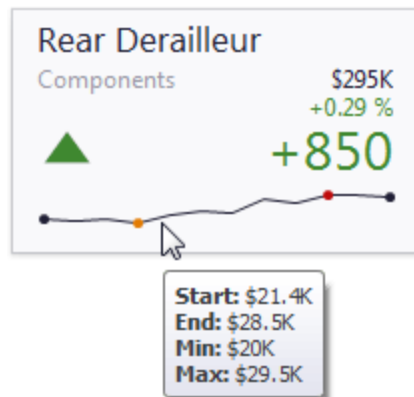 Rear Derailleur
Components $295K
+0.29 %
+850
Start: $21.4K
End: $28.5K
Min: $20K
Max: $29.5K